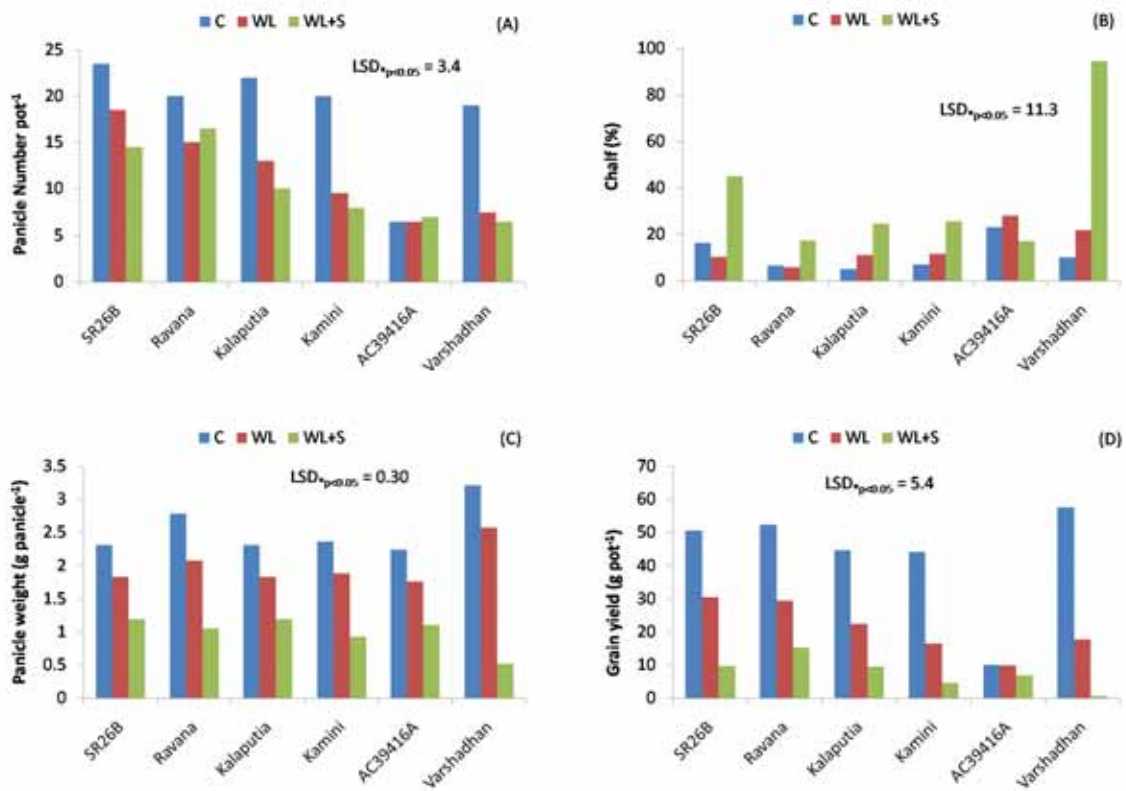 C WL WL+S (A)
LSD*p<0.05 = 3.4
Panicle Number pot-1
25
20
15
10
5
0
SR26B Ravana Kalaputia Kamini AC39416A Varshadhan
C WL WL+S (B)
LSD*p<0.05 = 11.3
Chalf (%)
100
80
60
40
20
0
SR26B Ravana Kalaputia Kamini AC39416A Varshadhan
C WL WL+S (C)
LSD*p<0.05 = 0.30
Panicle weight (g panicle-1)
3.5
3
2.5
2
1.5
1
0.5
0
SR26B Ravana Kalaputia Kamini AC39416A Varshadhan
C WL WL+S (D)
LSD*p<0.05 = 5.4
Grain yield (g pot-1)
70
60
50
40
30
20
10
0
SR26B Ravana Kalaputia Kamini AC39416A Varshadhan